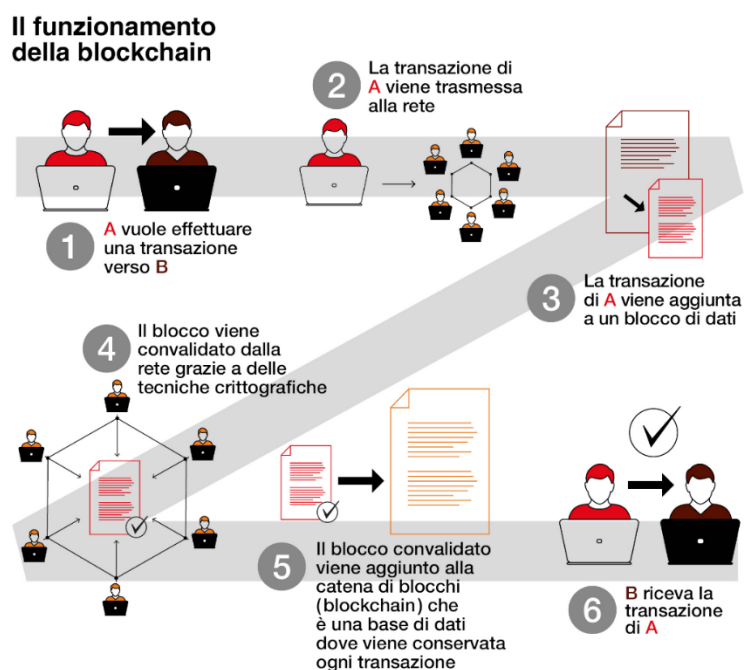 Il funzionamento
della blockchain
1
A vuole effettuare
una transazione
verso B
2
La transazione di
A viene trasmessa
alla rete
3
La transazione
di A viene aggiunta
a un blocco di dati
4
Il blocco viene
convalidato dalla
rete grazie a delle
tecniche crittografiche
5
Il blocco convalidato
viene aggiunto alla
catena di blocchi
(blockchain) che
è una base di dati
dove viene conservata
ogni transazione
6
B riceva la
transazione
di A